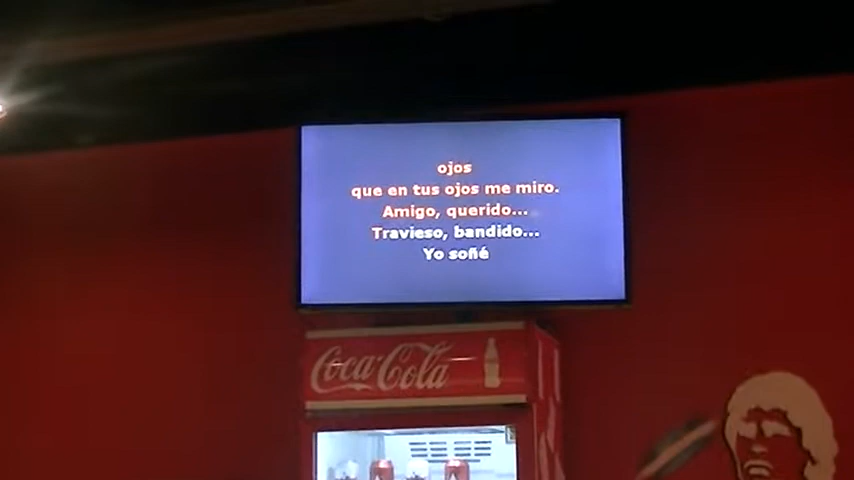 ojos
que en tus ojos me miro.
Amigo, querido...
Travieso, bandido...
Yo soñé
Coca-Cola